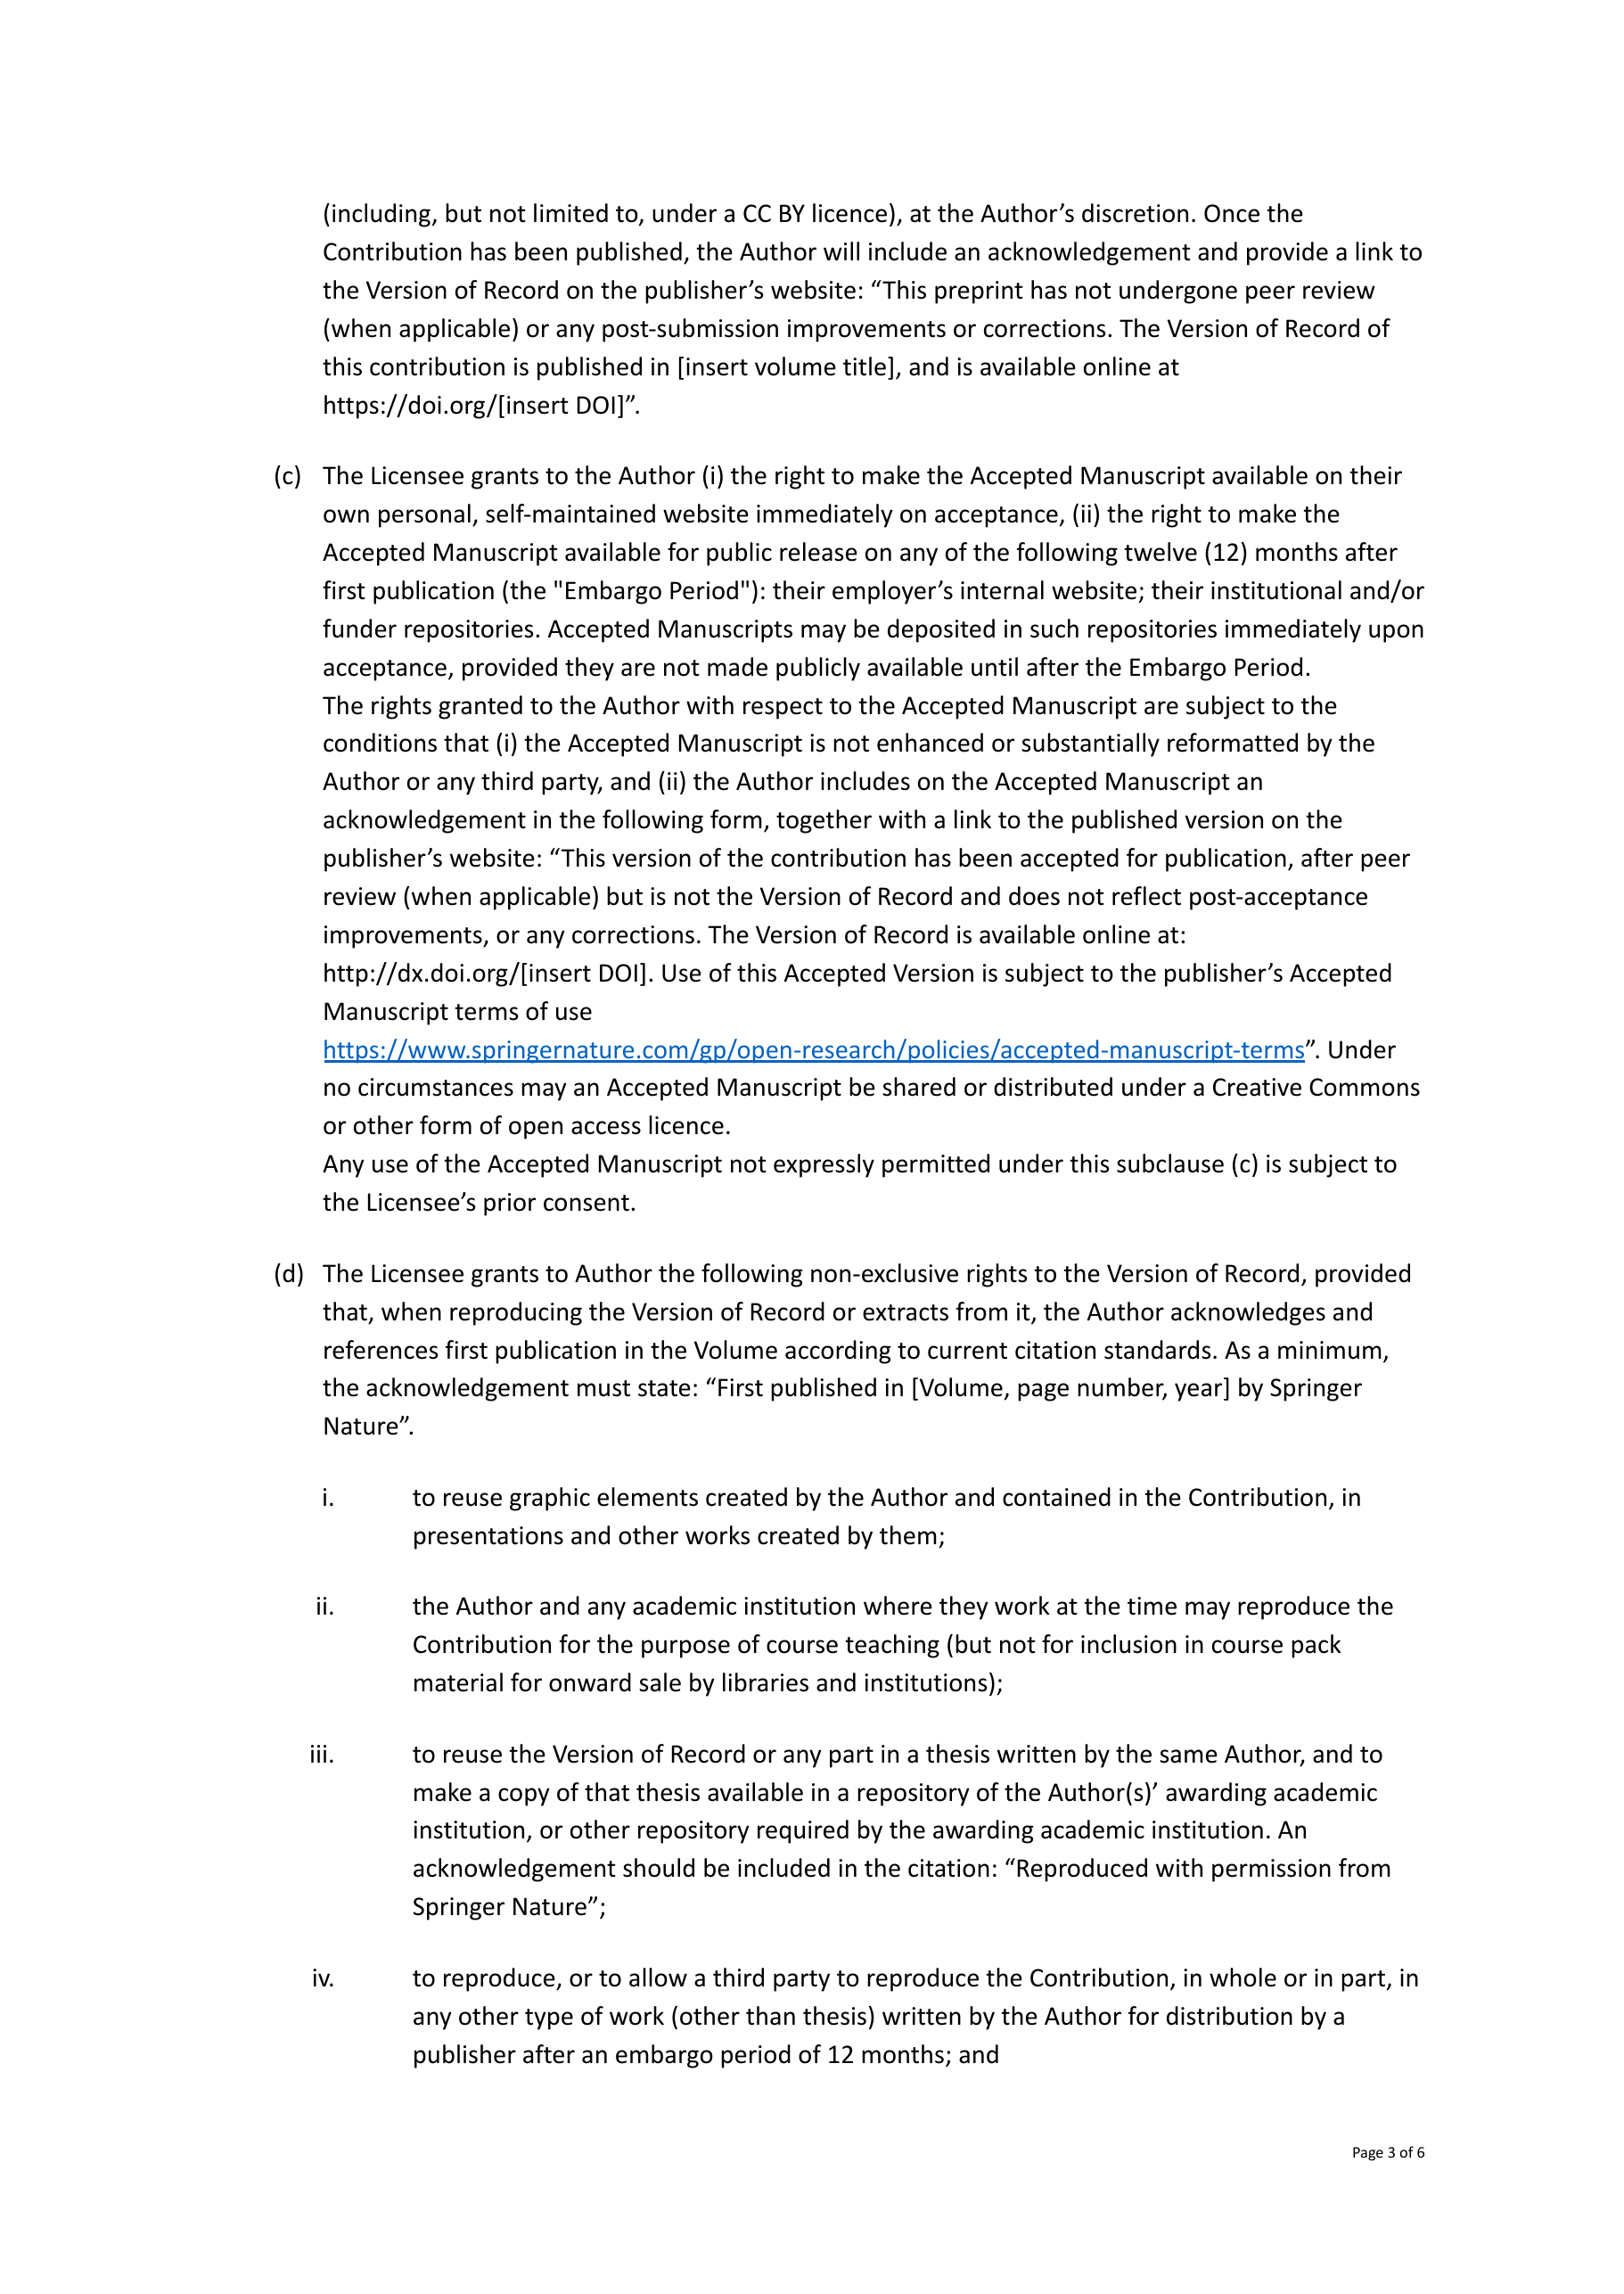 (including, but not limited to, under a CC BY licence), at the Author’s discretion. Once the
Contribution has been published, the Author will include an acknowledgement and provide a link to
the Version of Record on the publisher’s website: “This preprint has not undergone peer review
(when applicable) or any post-submission improvements or corrections. The Version of Record of
this contribution is published in [insert volume title], and is available online at
https://doi.org/[insert DOI]”.
(c) The Licensee grants to the Author (i) the right to make the Accepted Manuscript available on their
own personal, self-maintained website immediately on acceptance, (ii) the right to make the
Accepted Manuscript available for public release on any of the following twelve (12) months after
first publication (the "Embargo Period"): their employer’s internal website; their institutional and/or
funder repositories. Accepted Manuscripts may be deposited in such repositories immediately upon
acceptance, provided they are not made publicly available until after the Embargo Period.
The rights granted to the Author with respect to the Accepted Manuscript are subject to the
conditions that (i) the Accepted Manuscript is not enhanced or substantially reformatted by the
Author or any third party, and (ii) the Author includes on the Accepted Manuscript an
acknowledgement in the following form, together with a link to the published version on the
publisher’s website: “This version of the contribution has been accepted for publication, after peer
review (when applicable) but is not the Version of Record and does not reflect post-acceptance
improvements, or any corrections. The Version of Record is available online at:
http://dx.doi.org/[insert DOI]. Use of this Accepted Version is subject to the publisher’s Accepted
Manuscript terms of use
https://www.springernature.com/gp/open-research/policies/accepted-manuscript-terms”. Under
no circumstances may an Accepted Manuscript be shared or distributed under a Creative Commons
or other form of open access licence.
Any use of the Accepted Manuscript not expressly permitted under this subclause (c) is subject to
the Licensee’s prior consent.
(d) The Licensee grants to Author the following non-exclusive rights to the Version of Record, provided
that, when reproducing the Version of Record or extracts from it, the Author acknowledges and
references first publication in the Volume according to current citation standards. As a minimum,
the acknowledgement must state: “First published in [Volume, page number, year] by Springer
Nature”.
i. to reuse graphic elements created by the Author and contained in the Contribution, in
presentations and other works created by them;
ii. the Author and any academic institution where they work at the time may reproduce the
Contribution for the purpose of course teaching (but not for inclusion in course pack
material for onward sale by libraries and institutions);
iii. to reuse the Version of Record or any part in a thesis written by the same Author, and to
make a copy of that thesis available in a repository of the Author(s)’ awarding academic
institution, or other repository required by the awarding academic institution. An
acknowledgement should be included in the citation: “Reproduced with permission from
Springer Nature”;
iv. to reproduce, or to allow a third party to reproduce the Contribution, in whole or in part, in
any other type of work (other than thesis) written by the Author for distribution by a
publisher after an embargo period of 12 months; and
Page 3 of 6